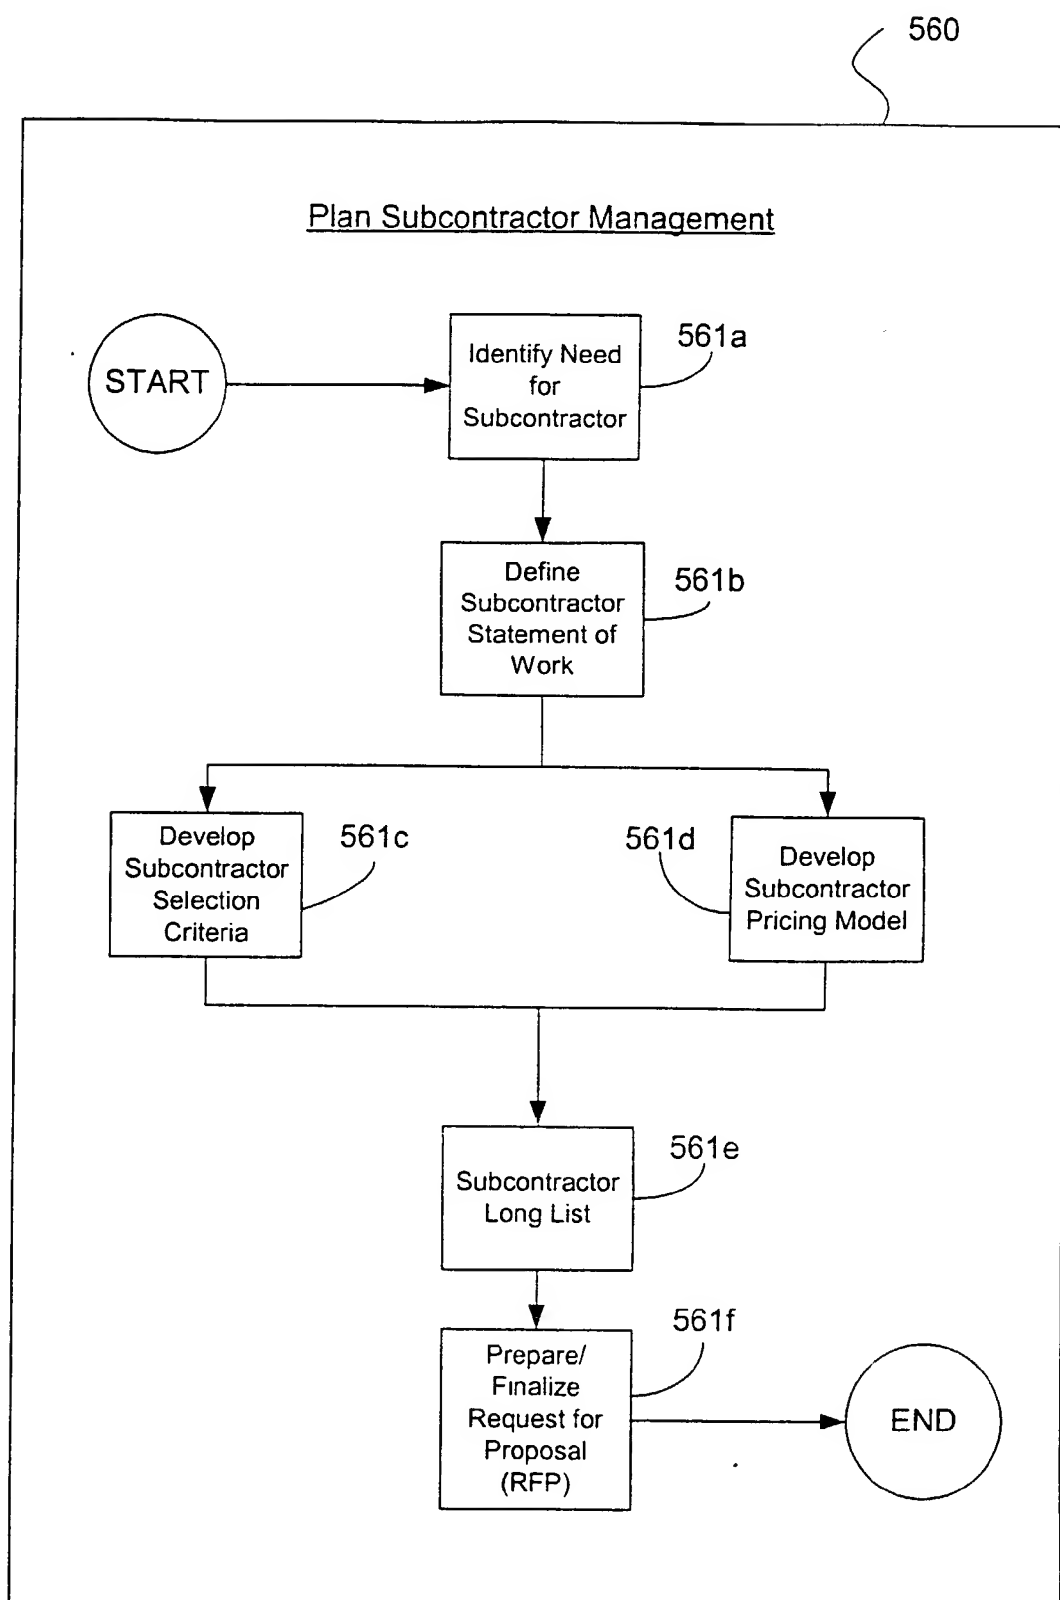 560
Plan Subcontractor Management
START
Identify Need
for
Subcontractor
561a
Define
Subcontractor
Statement of
Work
561b
Develop
Subcontractor
Selection
Criteria
561c
561d
Develop
Subcontractor
Pricing Model
Subcontractor
Long List
561e
Prepare/
Finalize
Request for
Proposal
(RFP)
561f
END